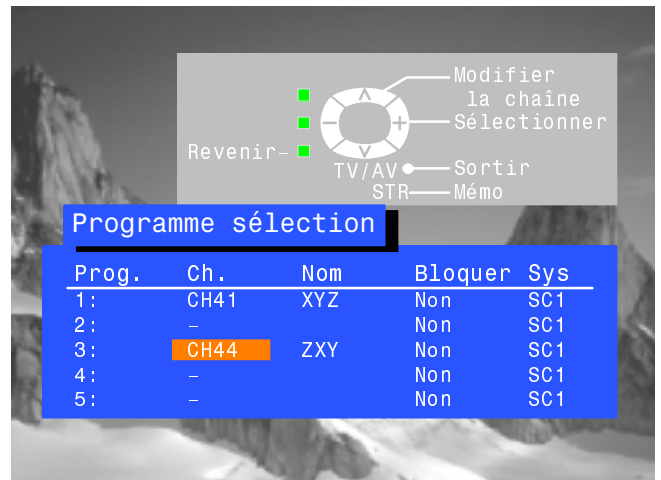 Modifier
la chaîne
Sélectionner
Revenir–
TV/AV Sortir
STR Mémo
Programme sélection
Prog. Ch. Nom Bloquer Sys
1: CH41 XYZ Non SC1
2: – Non SC1
3: CH44 ZXY Non SC1
4: – Non SC1
5: – Non SC1